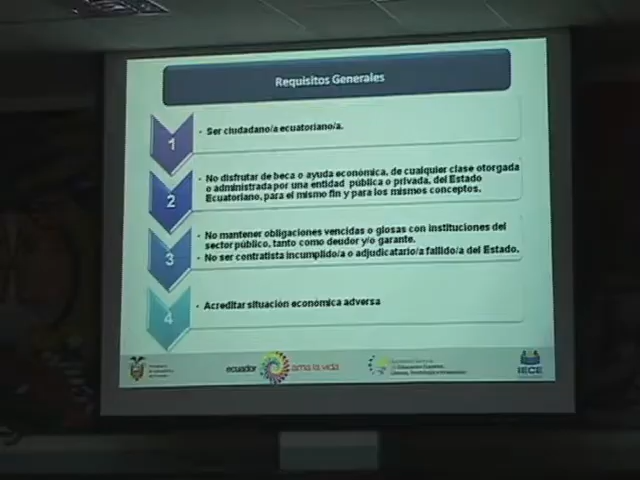 Requisitos Generales
1
- Ser ciudadano/a ecuatoriano/a.
2
- No disfrutar de beca o ayuda económica, de cualquier clase otorgada
o administrada por una entidad pública o privada, del Estado
Ecuatoriano, para el mismo fin y para los mismos conceptos.
3
- No mantener obligaciones vencidas o glosas con instituciones del
sector público, tanto como deudor y/o garante.
- No ser contratista incumplido/a o adjudicatario/a fallido/a del Estado.
4
- Acreditar situación económica adversa
ecuador ama la vida
IECE